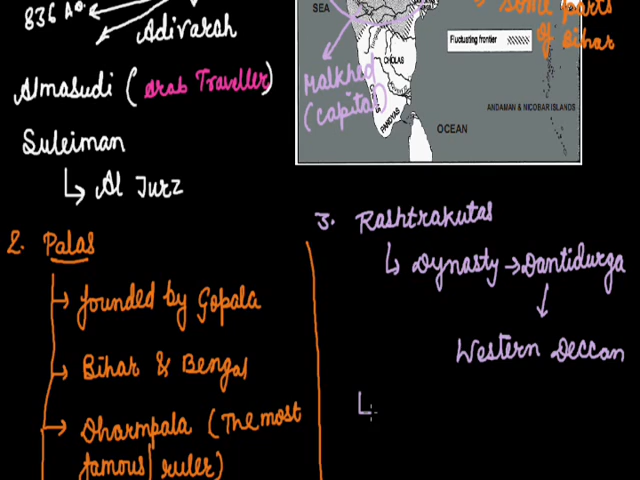 836 AD.
Adivarah
Almasudi (Arab Traveller)
Suleiman
Al Jurz
SEA
some parts
of Bihar
Fluctuating frontier
CHOLAS
Malkhed
(capital)
PANDYAS
OCEAN
ANDAMAN & NICOBAR ISLANDS
2. Palas
founded by Gopala
Bihar & Bengal
Dharmpala (The most
famous ruler)
3. Rashtrakutas
Dynasty → Dantidurga
Western Deccan